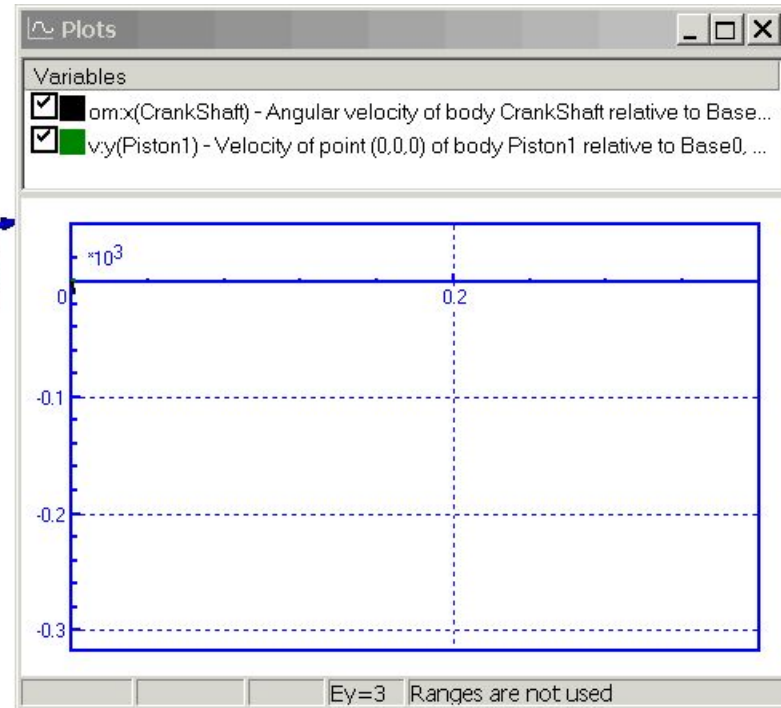 Plots
Variables
om:x(CrankShaft) - Angular velocity of body CrankShaft relative to Base...
v:y(Piston1) - Velocity of point (0,0,0) of body Piston1 relative to Base0, ...
*10³
0 0.2
-0.1
-0.2
-0.3
Ey=3 Ranges are not used